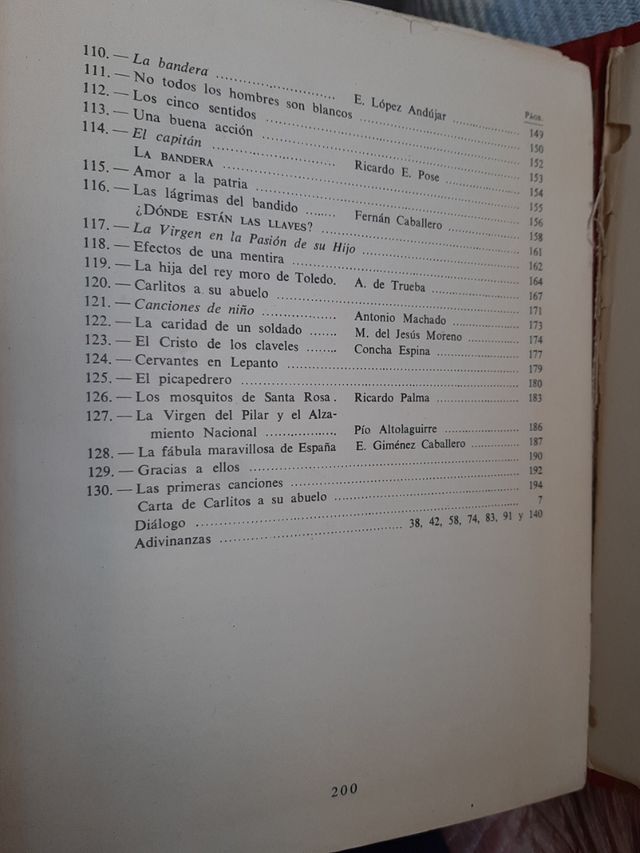 PÁGS.
110. — La bandera .................. E. López Andújar .................. 149
111. — No todos los hombres son blancos .................. 150
112. — Los cinco sentidos .................. 152
113. — Una buena acción .................. 153
114. — El capitán .................. Ricardo E. Pose .................. 154
LA BANDERA .................. 155
115. — Amor a la patria .................. 156
116. — Las lágrimas del bandido ........ Fernán Caballero .................. 158
¿DÓNDE ESTÁN LAS LLAVES? .................. 161
117. — La Virgen en la Pasión de su Hijo .................. 162
118. — Efectos de una mentira .................. 164
119. — La hija del rey moro de Toledo. A. de Trueba .................. 167
120. — Carlitos a su abuelo .................. 171
121. — Canciones de niño .................. Antonio Machado .................. 173
122. — La caridad de un soldado ....... M. del Jesús Moreno .................. 174
123. — El Cristo de los claveles ........ Concha Espina .................. 177
124. — Cervantes en Lepanto .................. 179
125. — El picapedrero .................. 180
126. — Los mosquitos de Santa Rosa . Ricardo Palma .................. 183
127. — La Virgen del Pilar y el Alza-
miento Nacional .................. Pío Altolaguirre .................. 186
128. — La fábula maravillosa de España E. Giménez Caballero .................. 187
129. — Gracias a ellos .................. 190
130. — Las primeras canciones .................. 192
Carta de Carlitos a su abuelo .................. 194
Diálogo .................. 7
Adivinanzas .................. 38, 42, 58, 74, 83, 91 y 140
200